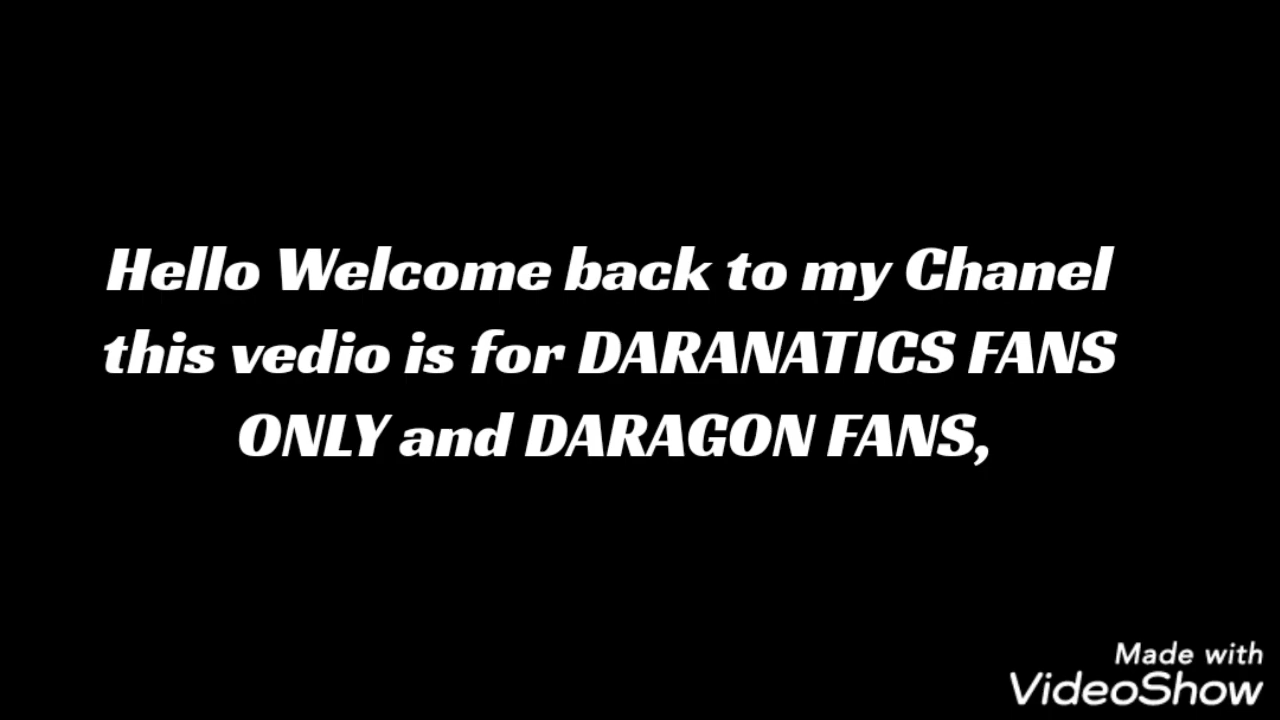 Hello Welcome back to my Chanel
this vedio is for DARANATICS FANS
ONLY and DARAGON FANS,
Made with
VideoShow